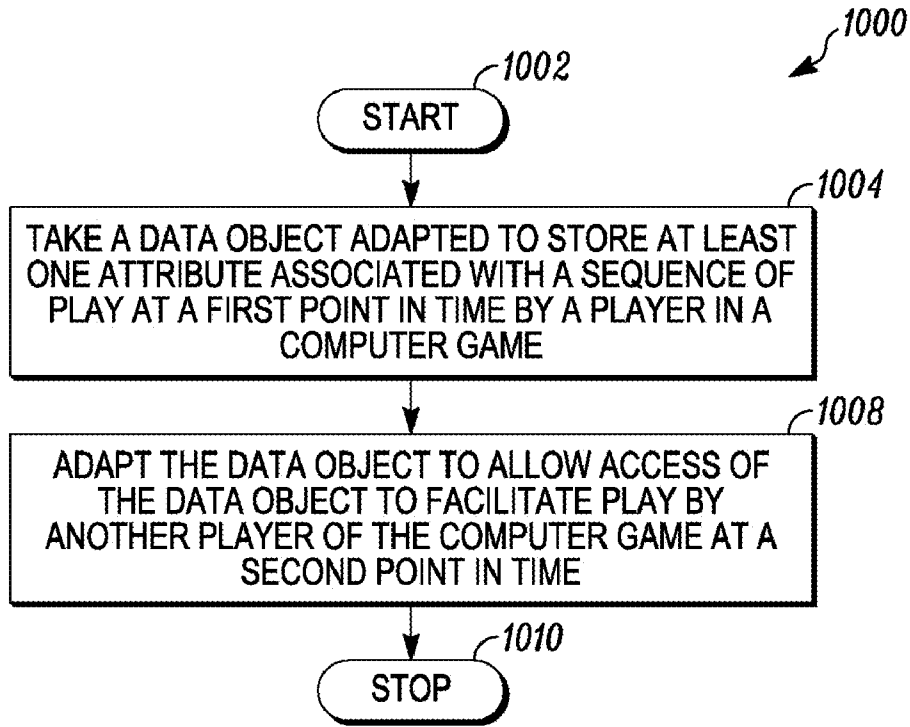 1000
1002
START
1004
TAKE A DATA OBJECT ADAPTED TO STORE AT LEAST
ONE ATTRIBUTE ASSOCIATED WITH A SEQUENCE OF
PLAY AT A FIRST POINT IN TIME BY A PLAYER IN A
COMPUTER GAME
1008
ADAPT THE DATA OBJECT TO ALLOW ACCESS OF
THE DATA OBJECT TO FACILITATE PLAY BY
ANOTHER PLAYER OF THE COMPUTER GAME AT A
SECOND POINT IN TIME
1010
STOP